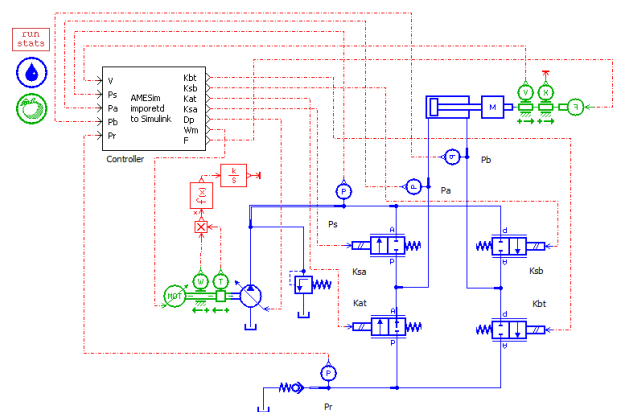 run
stats
V
Ps
Pa
Pb
Pr
AMESim
imporetd
to Simulink
Kbt
Ksb
Kat
Ksa
Dp
Wm
F
Controller
V
X
M
Pb
Pa
P
Ps
k
s
f(x)
x
W
T
MOT
Ksa
Ksb
Kat
Kbt
A
P
P
A
A
P
P
A
P
Pr